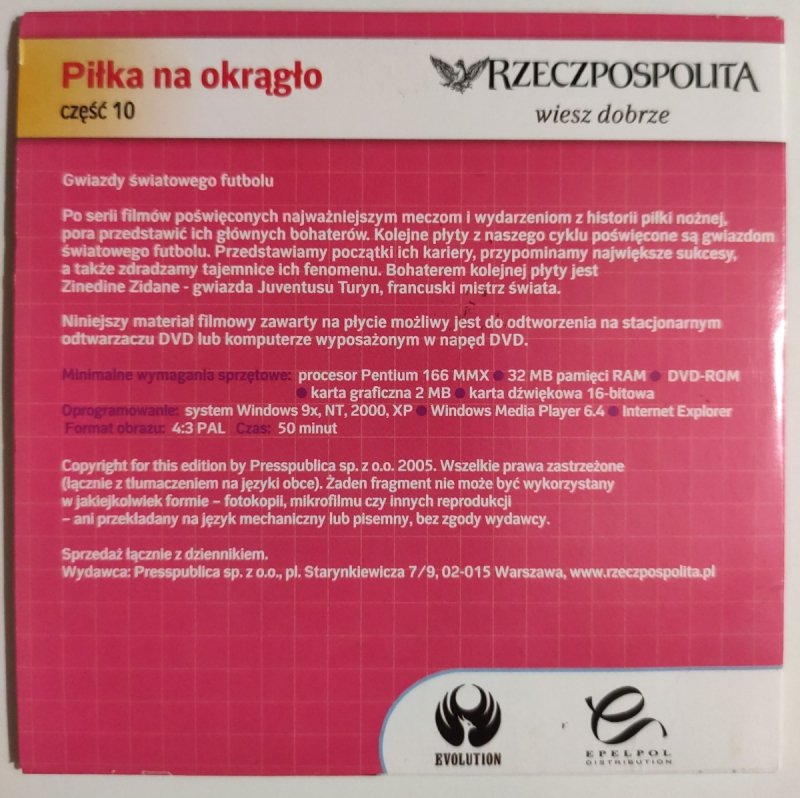 Piłka na okrągło
część 10
RZECZPOSPOLITA
wiesz dobrze
Gwiazdy światowego futbolu
Po serii filmów poświęconych najważniejszym meczom i wydarzeniom z historii piłki nożnej,
pora przedstawić ich głównych bohaterów. Kolejne płyty z naszego cyklu poświęcone są gwiazdom
światowego futbolu. Przedstawiamy początki ich kariery, przypominamy największe sukcesy,
a także zdradzamy tajemnice ich fenomenu. Bohaterem kolejnej płyty jest
Zinedine Zidane - gwiazda Juventusu Turyn, francuski mistrz świata.
Niniejszy materiał filmowy zawarty na płycie możliwy jest do odtworzenia na stacjonarnym
odtwarzaczu DVD lub komputerze wyposażonym w napęd DVD.
Minimalne wymagania sprzętowe: procesor Pentium 166 MMX ● 32 MB pamięci RAM ● DVD-ROM
● karta graficzna 2 MB ● karta dźwiękowa 16-bitowa
Oprogramowanie: system Windows 9x, NT, 2000, XP ● Windows Media Player 6.4 ● Internet Explorer
Format obrazu: 4:3 PAL Czas: 50 minut
Copyright for this edition by Presspublica sp. z o.o. 2005. Wszelkie prawa zastrzeżone
(łącznie z tłumaczeniem na języki obce). Żaden fragment nie może być wykorzystany
w jakiejkolwiek formie – fotokopii, mikrofilmu czy innych reprodukcji
– ani przekładany na język mechaniczny lub pisemny, bez zgody wydawcy.
Sprzedaż łącznie z dziennikiem.
Wydawca: Presspublica sp. z o.o., pl. Starynkiewicza 7/9, 02-015 Warszawa, www.rzeczpospolita.pl
EVOLUTION
r
EPELPOL
DISTRIBUTION